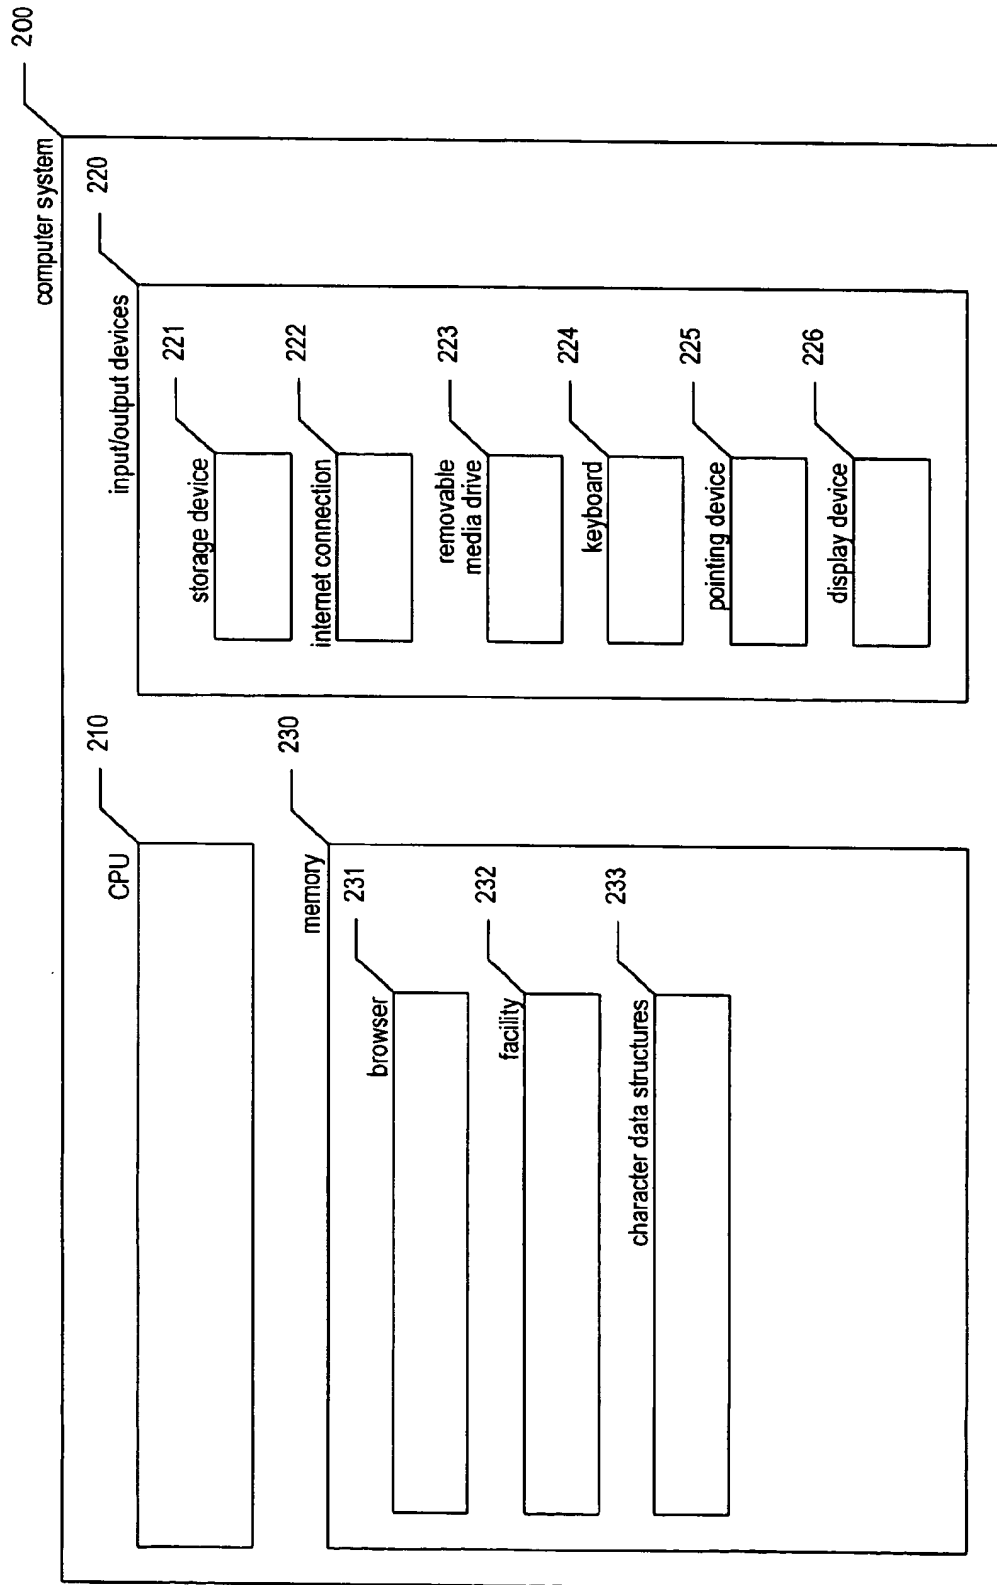 200
computer system
210
CPU
230
memory
231
browser
232
facility
233
character data structures
220
input/output devices
221
storage device
222
internet connection
223
removable
media drive
224
keyboard
225
pointing device
226
display device